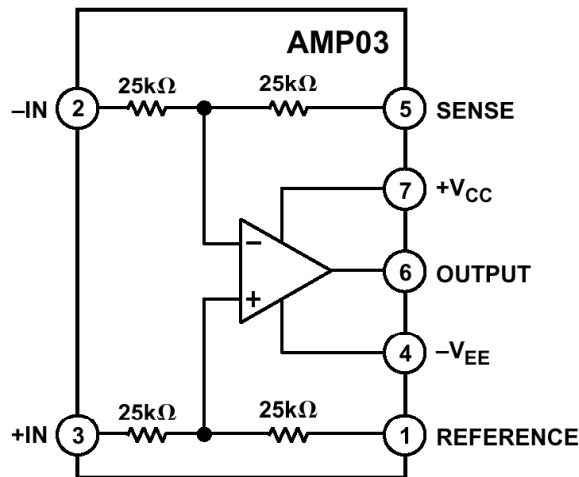 AMP03
25kΩ 25kΩ
–IN 2 5 SENSE
7 +VCC
–
6 OUTPUT
+
4 –VEE
25kΩ 25kΩ
+IN 3 1 REFERENCE